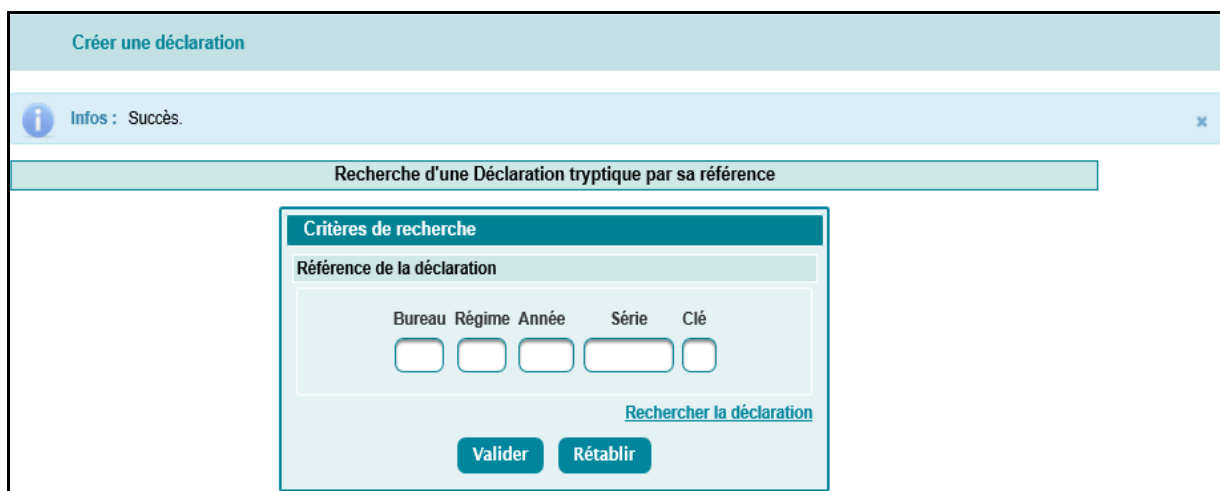 Créer une déclaration
Infos : Succès.
Recherche d'une Déclaration tryptique par sa référence
Critères de recherche
Référence de la déclaration
Bureau Régime Année Série Clé
Rechercher la déclaration
Valider Rétablir